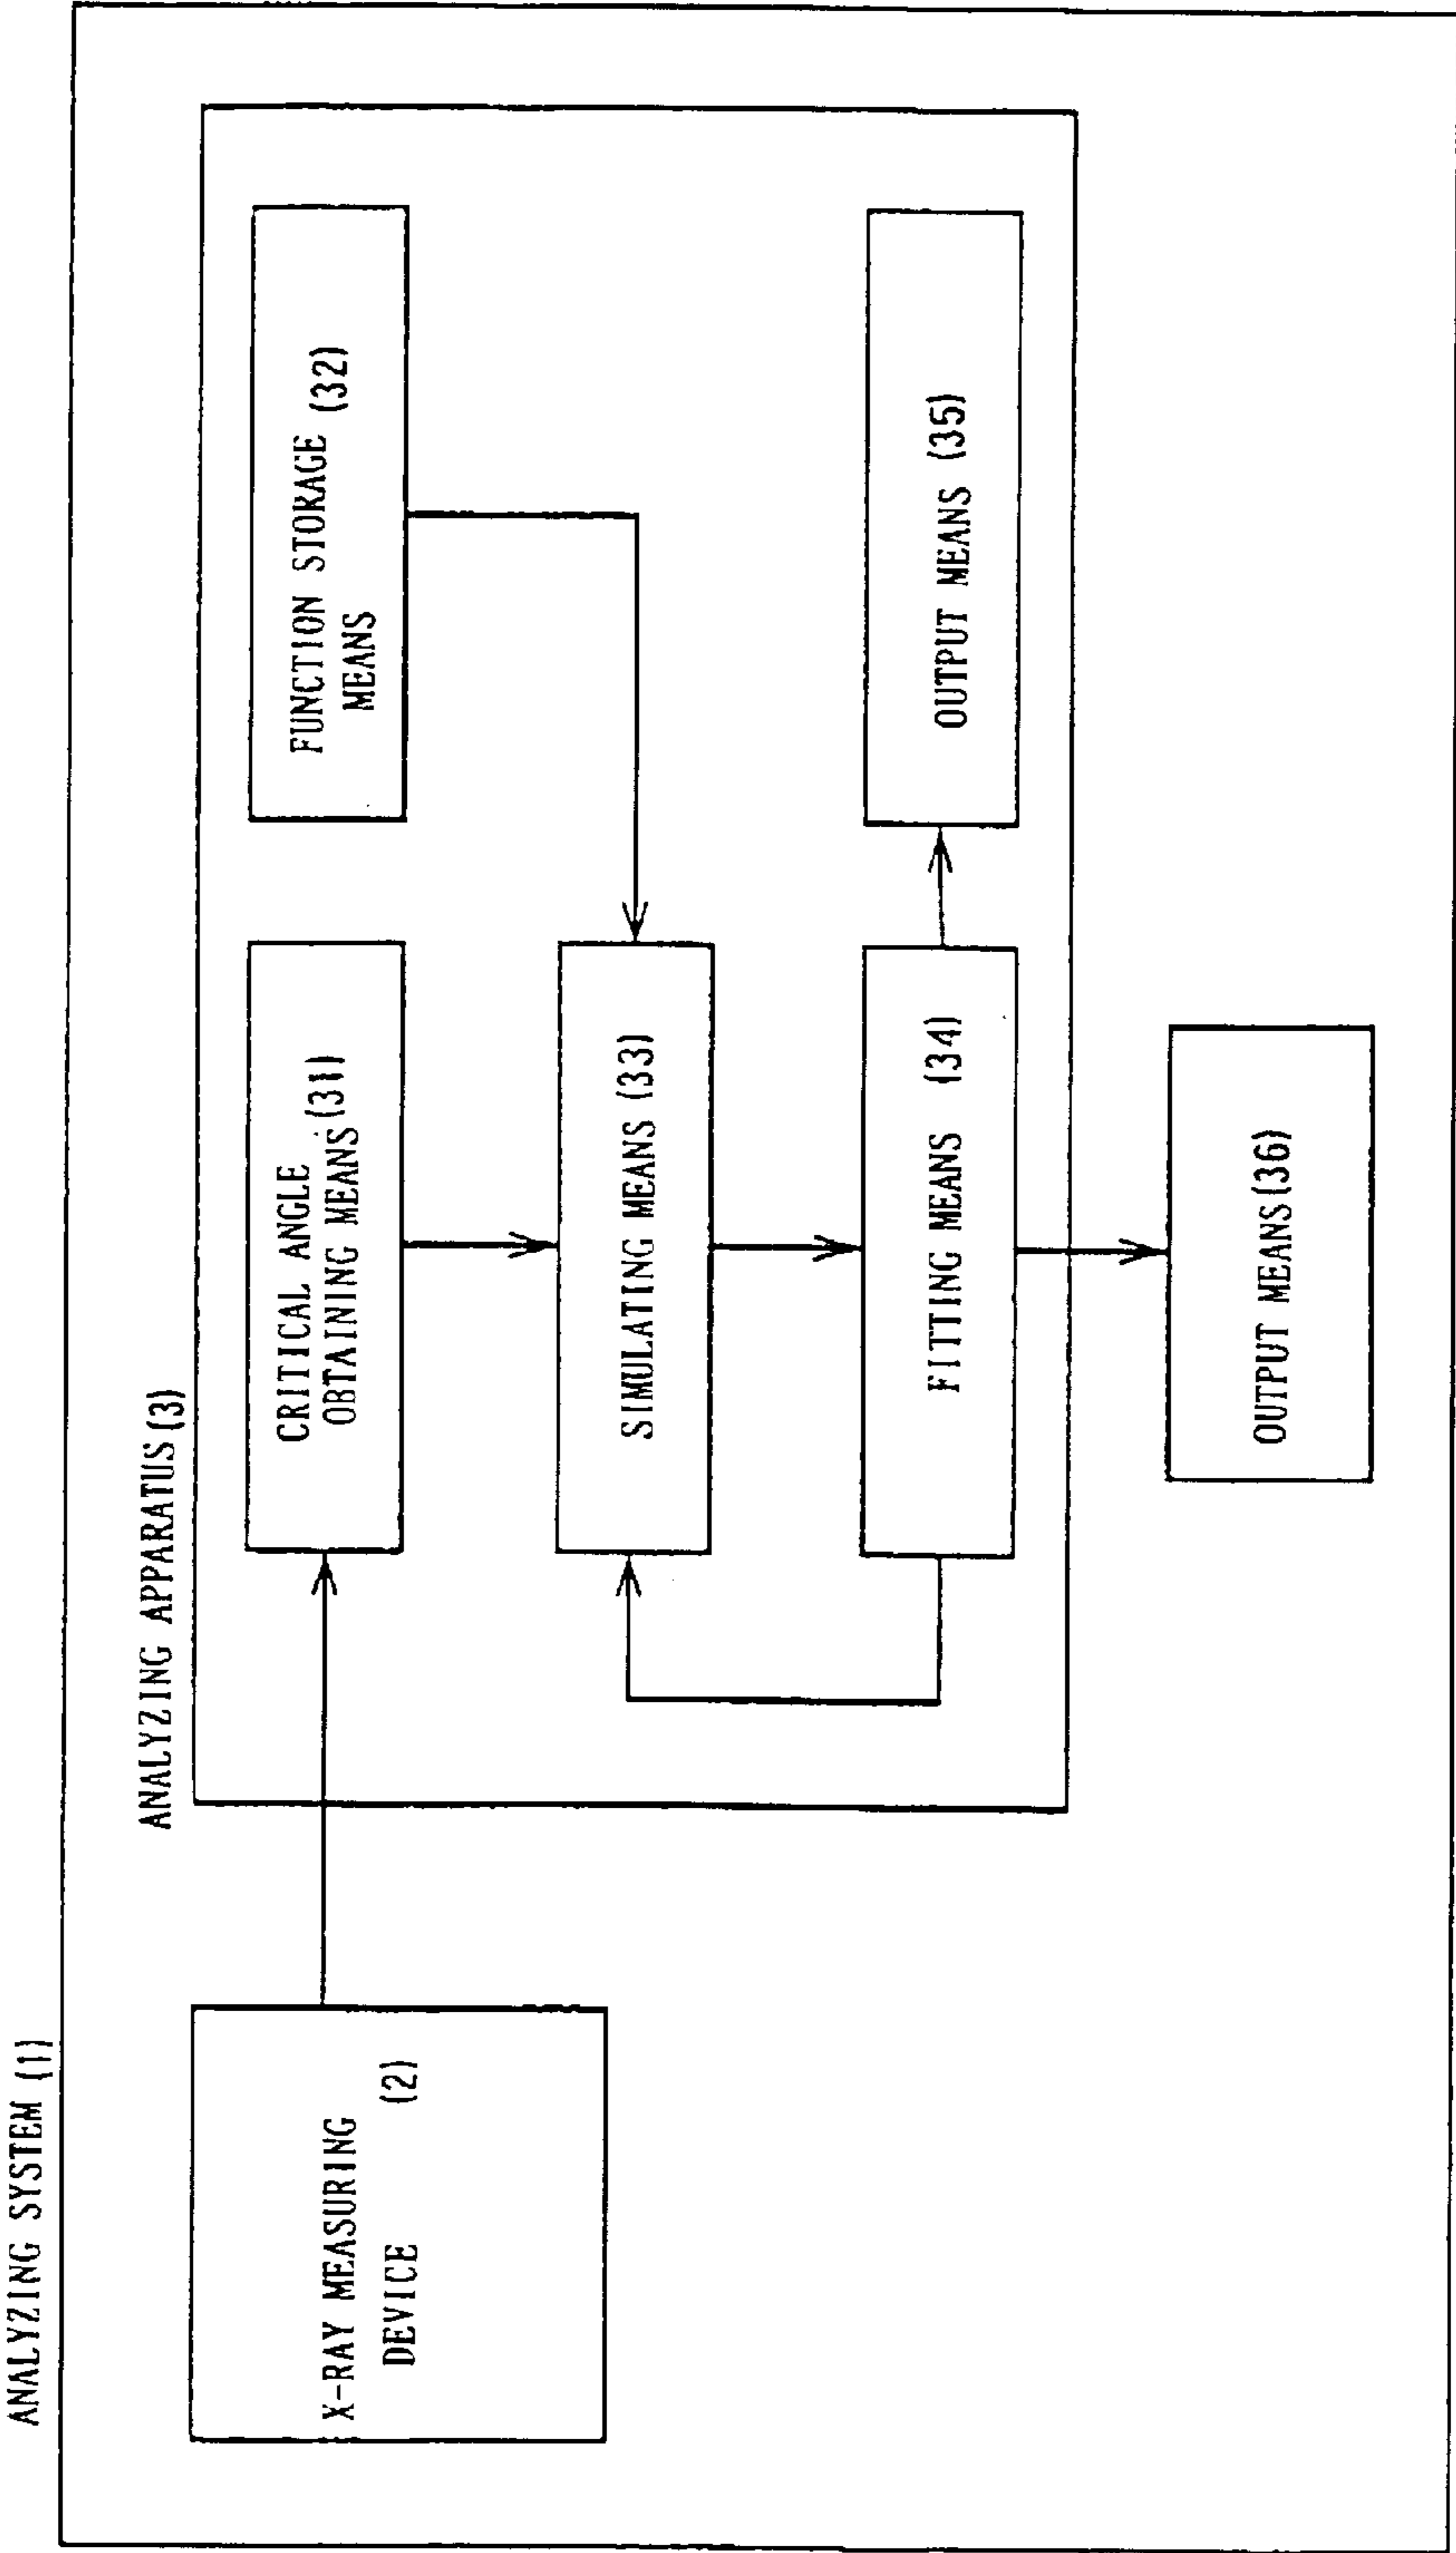 ANALYZING SYSTEM (1)
X-RAY MEASURING
DEVICE (2)
ANALYZING APPARATUS (3)
CRITICAL ANGLE
OBTAINING MEANS (31)
FUNCTION STORAGE (32)
MEANS
SIMULATING MEANS (33)
FITTING MEANS (34)
OUTPUT MEANS (35)
OUTPUT MEANS (36)